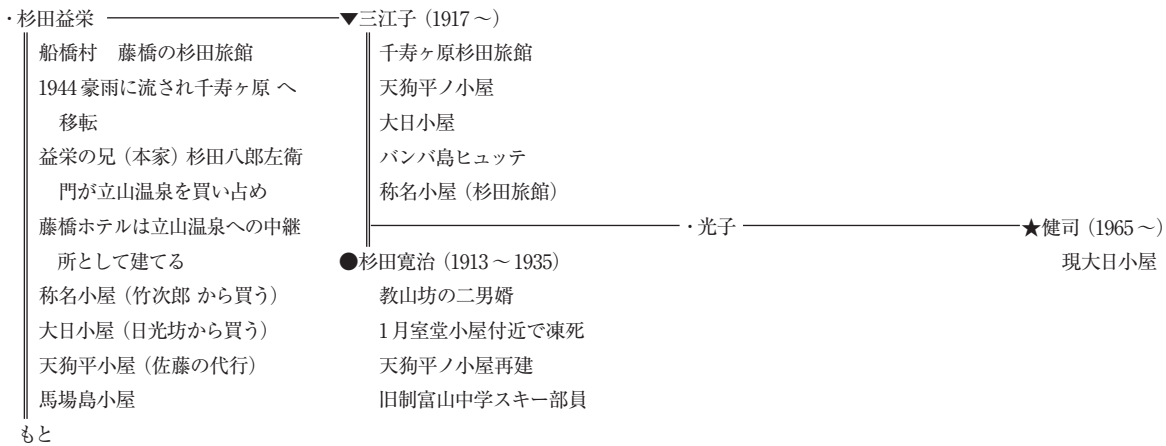 ・杉田益栄
船橋村　藤橋の杉田旅館
1944 豪雨に流され千寿ヶ原 へ
移転
益栄の兄（本家）杉田八郎左衛
門が立山温泉を買い占め
藤橋ホテルは立山温泉への中継
所として建てる
称名小屋（竹次郎 から買う）
大日小屋（日光坊から買う）
天狗平小屋（佐藤の代行）
馬場島小屋
もと
▼三江子（1917 ～）
千寿ヶ原杉田旅館
天狗平ノ小屋
大日小屋
バンバ島ヒュッテ
称名小屋（杉田旅館）
●杉田寛治（1913 ～ 1935）
教山坊の二男婿
1 月室堂小屋付近で凍死
天狗平ノ小屋再建
旧制富山中学スキー部員
・光子
★健司（1965 ～）
現大日小屋